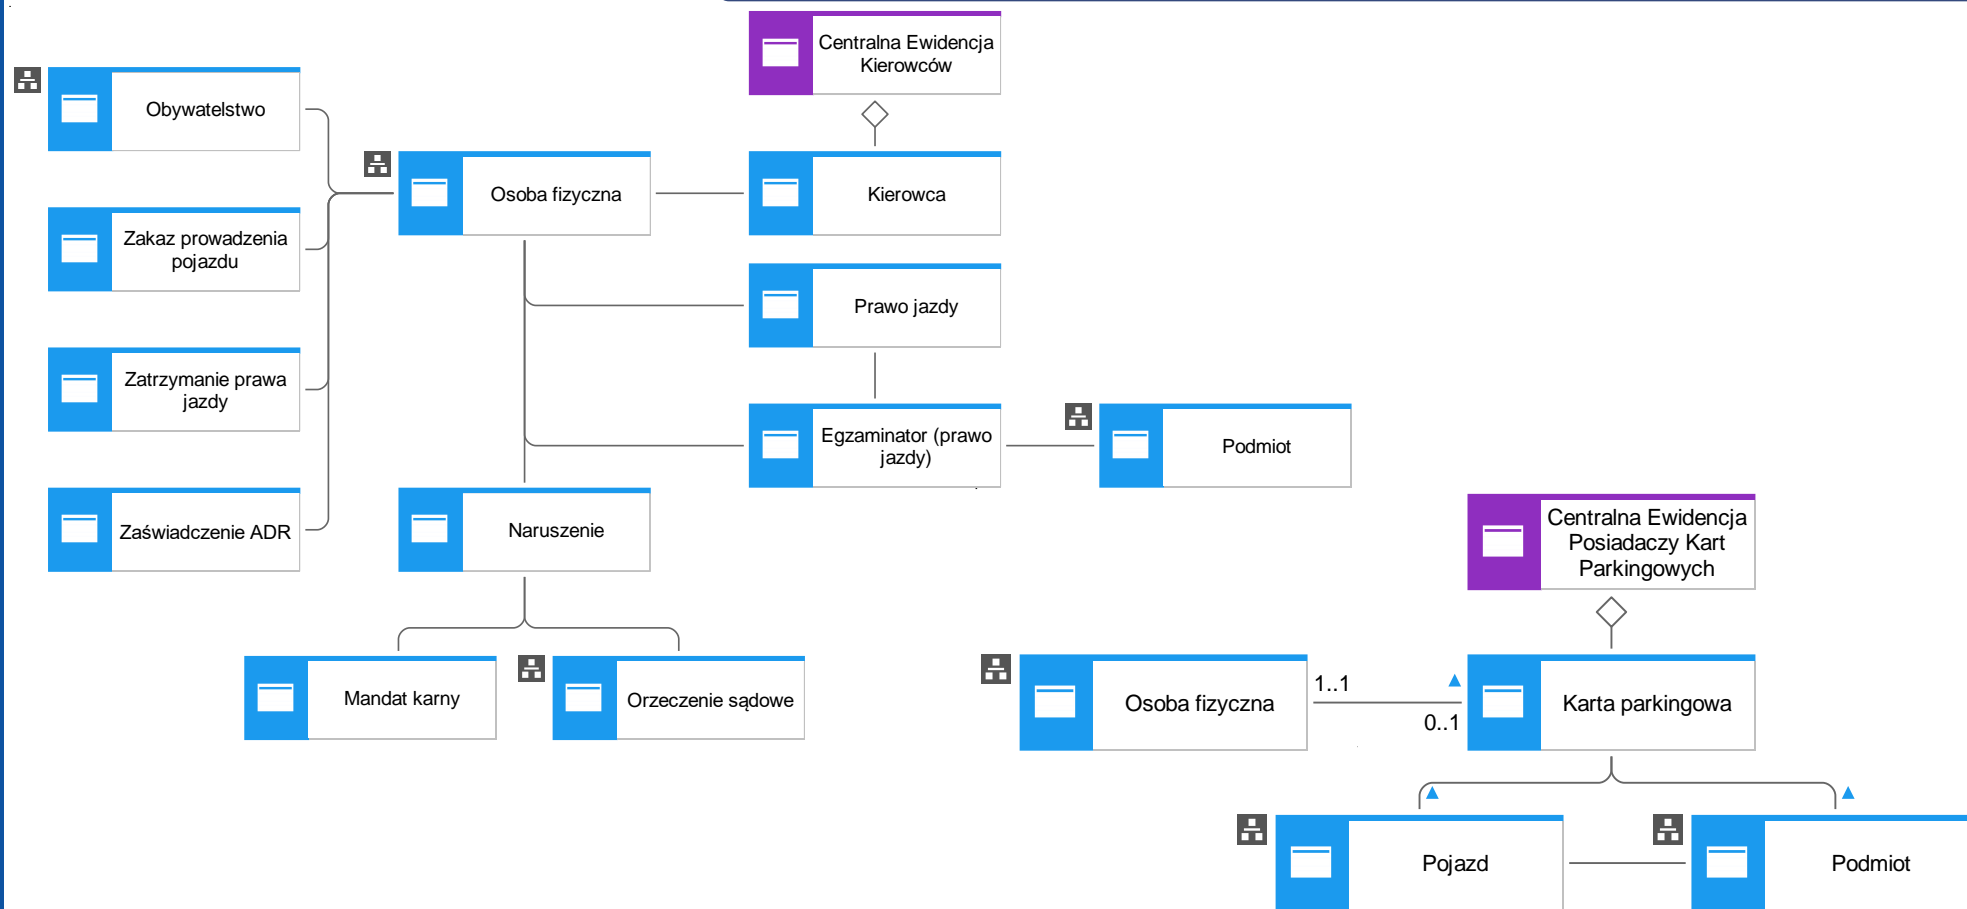 Centralna Ewidencja
Kierowców
Obywatelstwo
Osoba fizyczna
Kierowca
Zakaz prowadzenia
pojazdu
Prawo jazdy
Zatrzymanie prawa
jazdy
Egzaminator (prawo
jazdy)
Podmiot
Zaświadczenie ADR
Naruszenie
Centralna Ewidencja
Posiadaczy Kart
Parkingowych
Mandat karny
Orzeczenie sądowe
Osoba fizyczna
1..1
0..1
Karta parkingowa
Pojazd
Podmiot